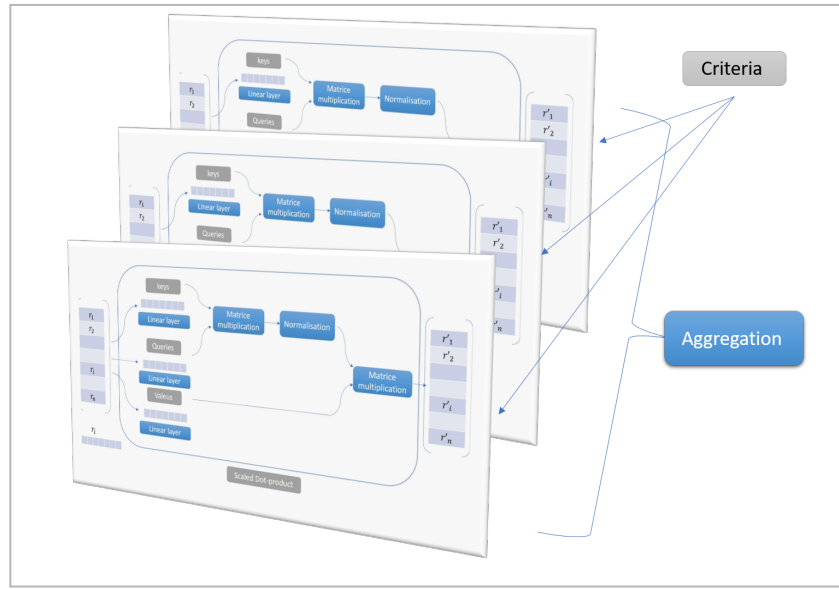 Criteria
keys
r₁
r₂
Linear layer
Matrice
multiplication
Normalisation
Queries
r'₁
r'₂
'ᵢ
'ₙ
keys
r₁
r₂
Linear layer
Matrice
multiplication
Normalisation
Queries
r'₁
r'₂
'ᵢ
'ₙ
keys
r₁
r₂
rᵢ
rₙ
Linear layer
Matrice
multiplication
Normalisation
Queries
Linear layer
Valeus
Linear layer
Matrice
multiplication
r'₁
r'₂
r'ᵢ
r'ₙ
rᵢ
Scaled Dot-product
Aggregation